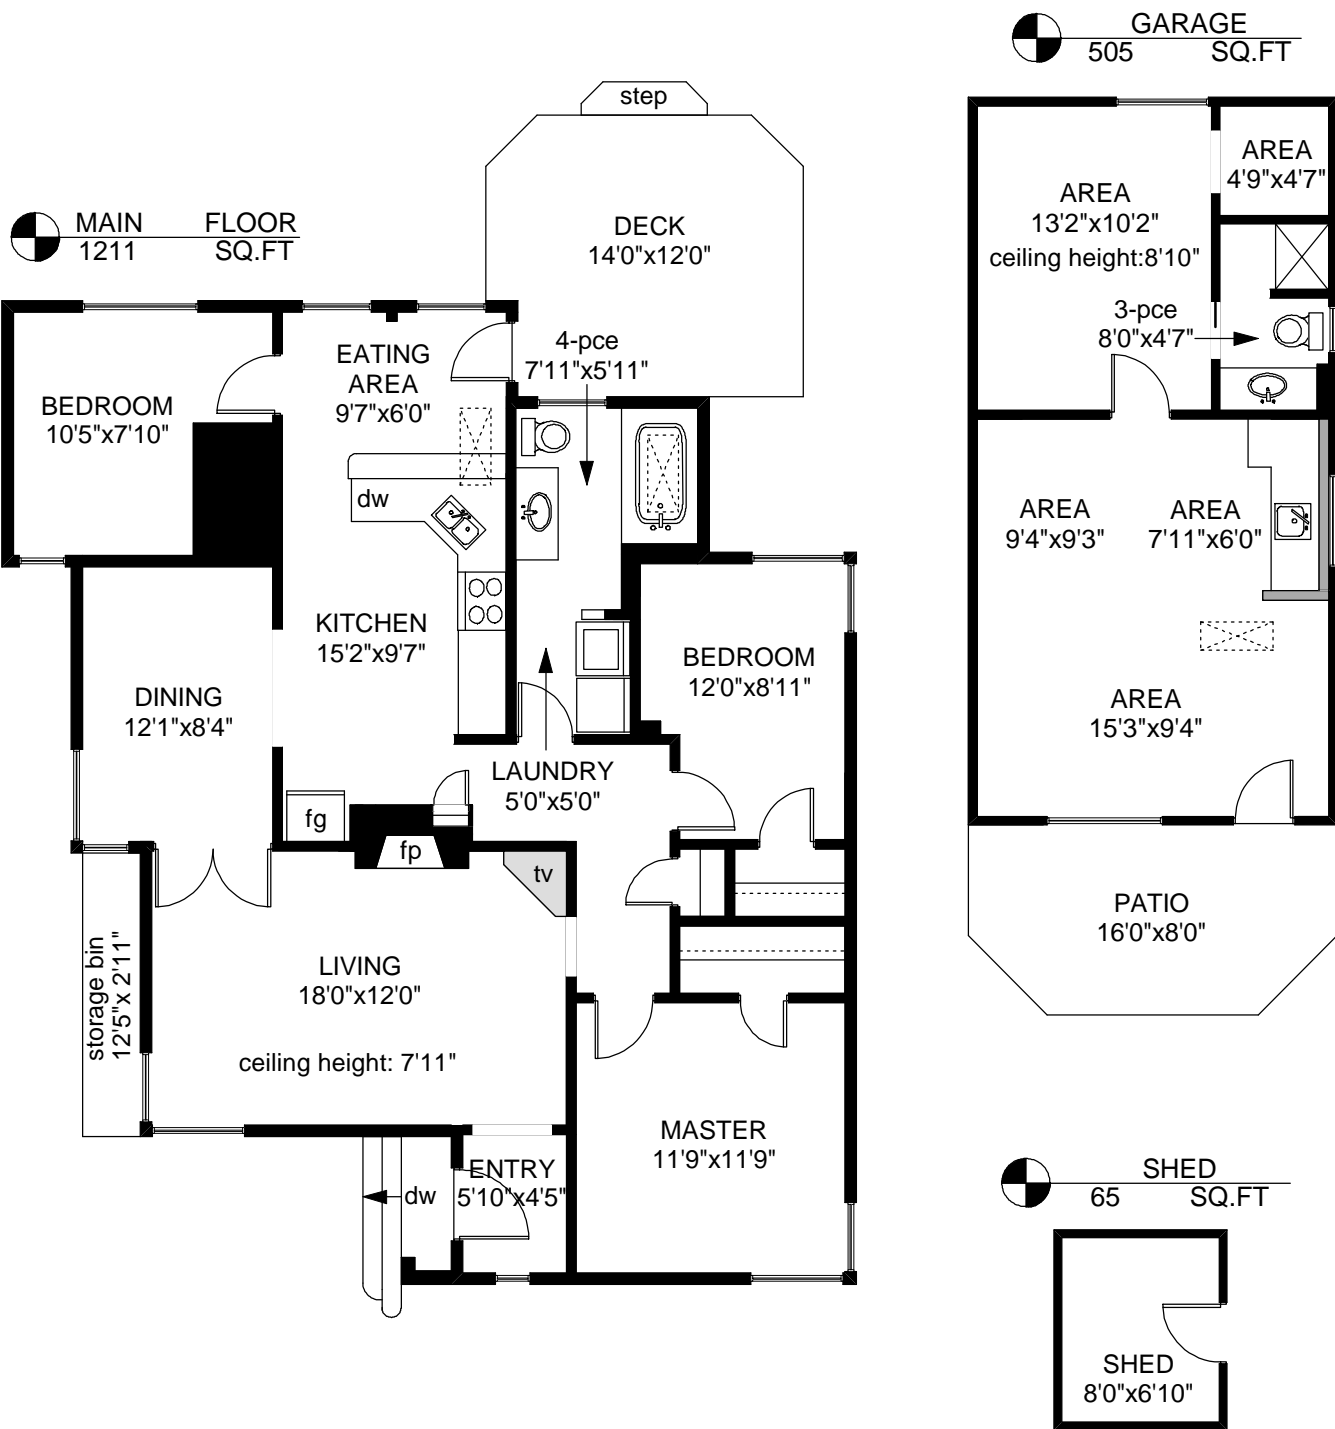 GARAGE
505 SQ.FT
step
AREA
4'9"x4'7"
AREA
13'2"x10'2"
ceiling height:8'10"
MAIN FLOOR
1211 SQ.FT
DECK
14'0"x12'0"
3-pce
8'0"x4'7"
4-pce
7'11"x5'11"
EATING
AREA
9'7"x6'0"
BEDROOM
10'5"x7'10"
dw
AREA
9'4"x9'3"
AREA
7'11"x6'0"
KITCHEN
15'2"x9'7"
BEDROOM
12'0"x8'11"
DINING
12'1"x8'4"
AREA
15'3"x9'4"
LAUNDRY
5'0"x5'0"
fg
fp
tv
PATIO
16'0"x8'0"
storage bin
12'5"x 2'11"
LIVING
18'0"x12'0"
ceiling height: 7'11"
MASTER
11'9"x11'9"
ENTRY
5'10"x4'5"
dw
SHED
65 SQ.FT
SHED
8'0"x6'10"